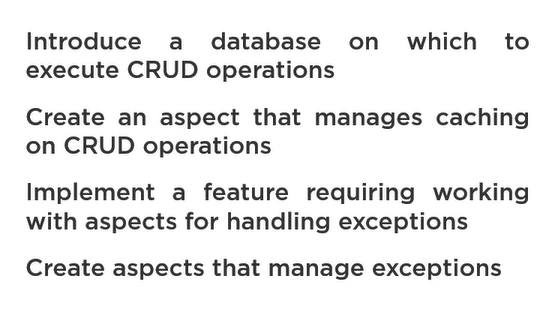 Introduce a database on which to
execute CRUD operations
Create an aspect that manages caching
on CRUD operations
Implement a feature requiring working
with aspects for handling exceptions
Create aspects that manage exceptions